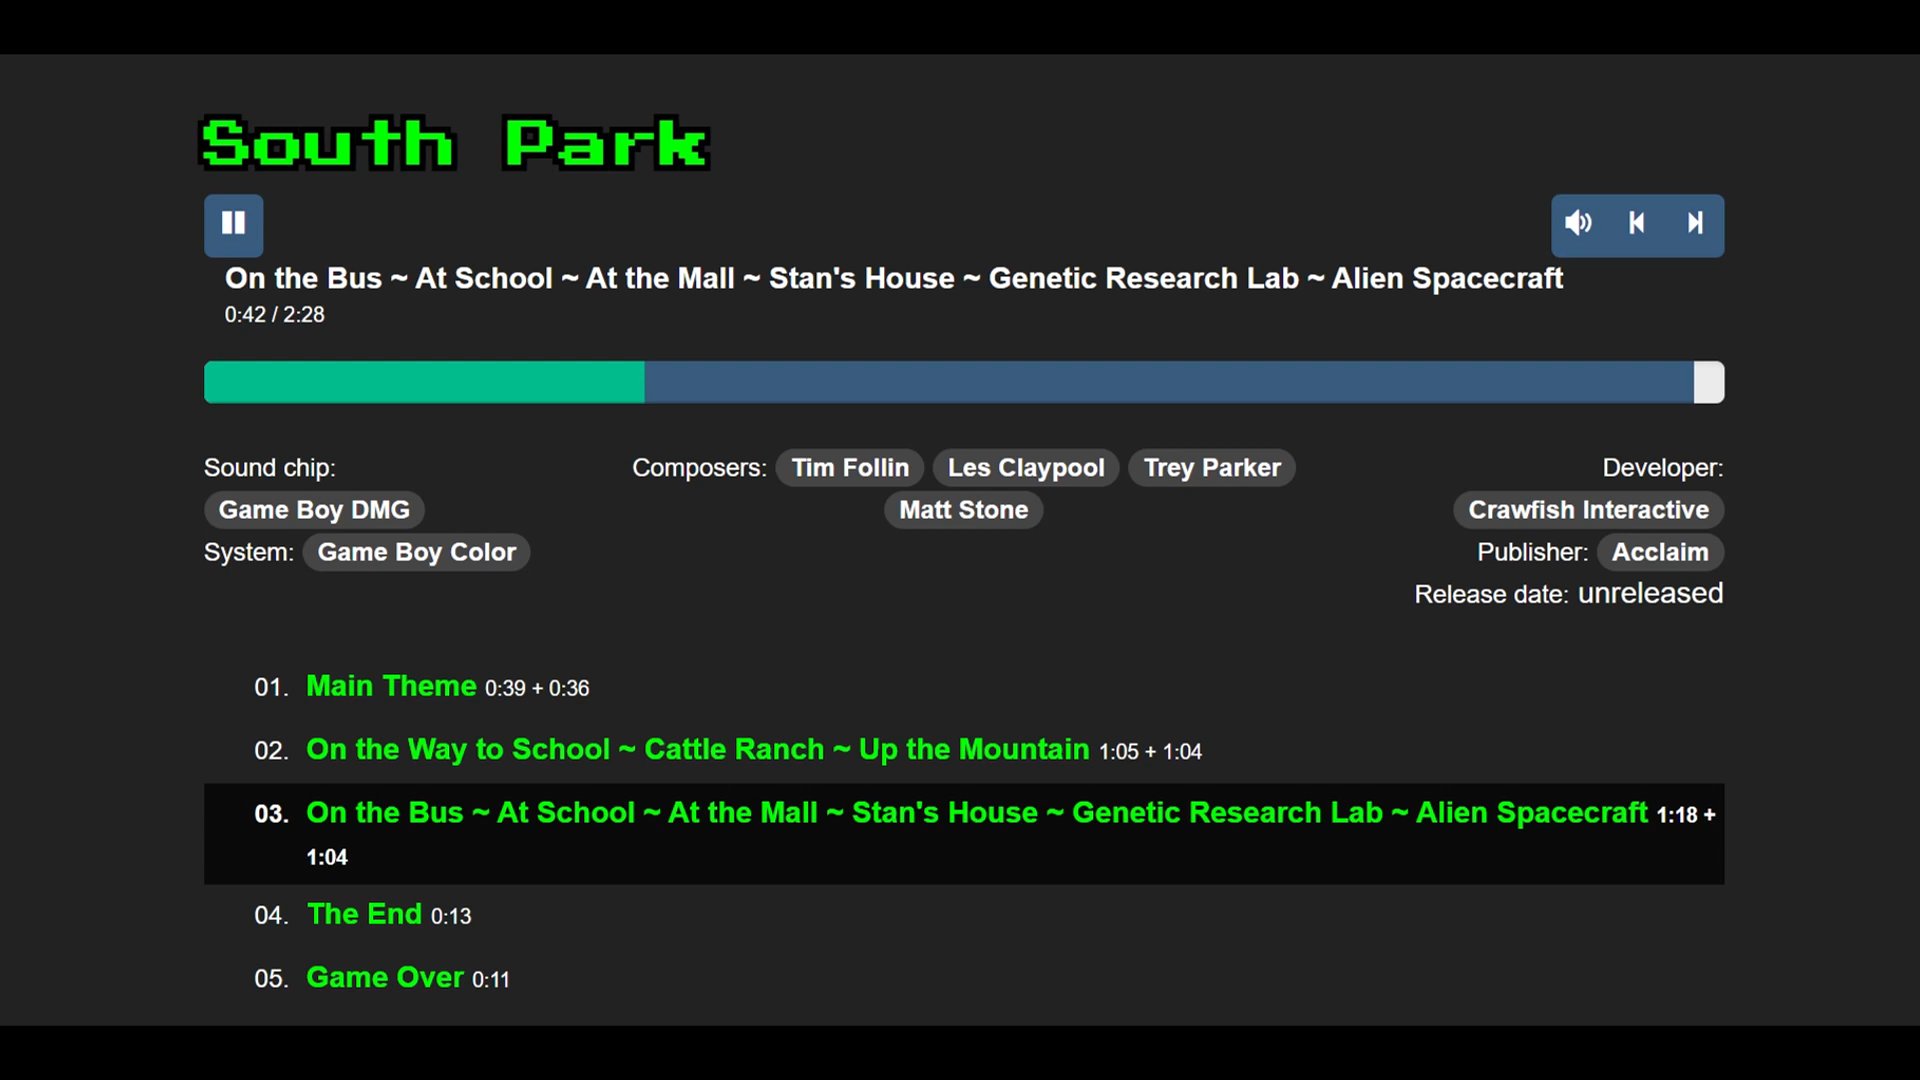 South Park
On the Bus ~ At School ~ At the Mall ~ Stan's House ~ Genetic Research Lab ~ Alien Spacecraft
0:42 / 2:28
Sound chip:
Game Boy DMG
System: Game Boy Color
Composers: Tim Follin Les Claypool Trey Parker
Matt Stone
Developer:
Crawfish Interactive
Publisher: Acclaim
Release date: unreleased
01. Main Theme 0:39 + 0:36
02. On the Way to School ~ Cattle Ranch ~ Up the Mountain 1:05 + 1:04
03. On the Bus ~ At School ~ At the Mall ~ Stan's House ~ Genetic Research Lab ~ Alien Spacecraft 1:18 +
1:04
04. The End 0:13
05. Game Over 0:11